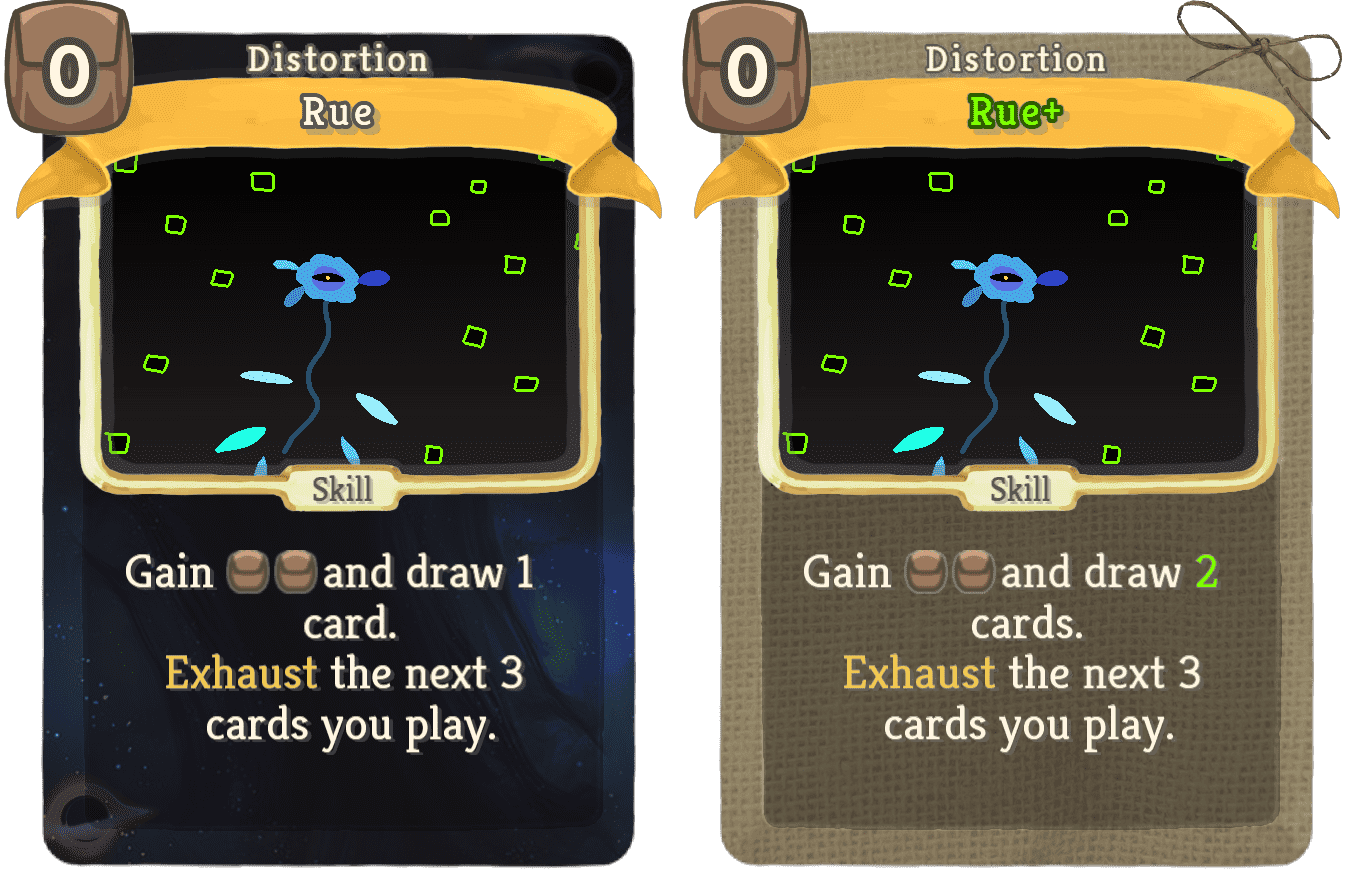 0
Distortion
Rue
Skill
Gain and draw 1
card.
Exhaust the next 3
cards you play.
0
Distortion
Rue+
Skill
Gain and draw 2
cards.
Exhaust the next 3
cards you play.